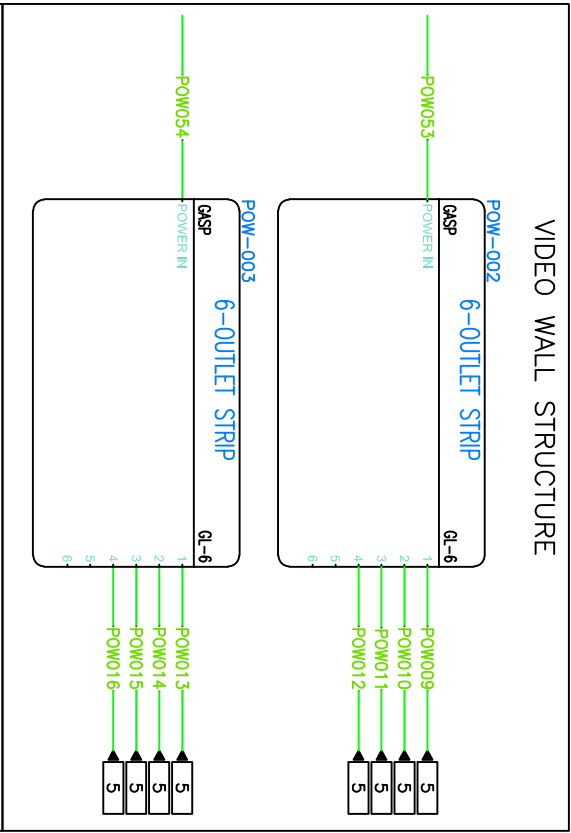 VIDEO WALL STRUCTURE
POW-002
6-OUTLET STRIP
GASP GL-6
POW053 POWER IN 1 POW009 5
2 POW010 5
3 POW011 5
4 POW012 5
5
6
POW-003
6-OUTLET STRIP
GASP GL-6
POW054 POWER IN 1 POW013 5
2 POW014 5
3 POW015 5
4 POW016 5
5
6